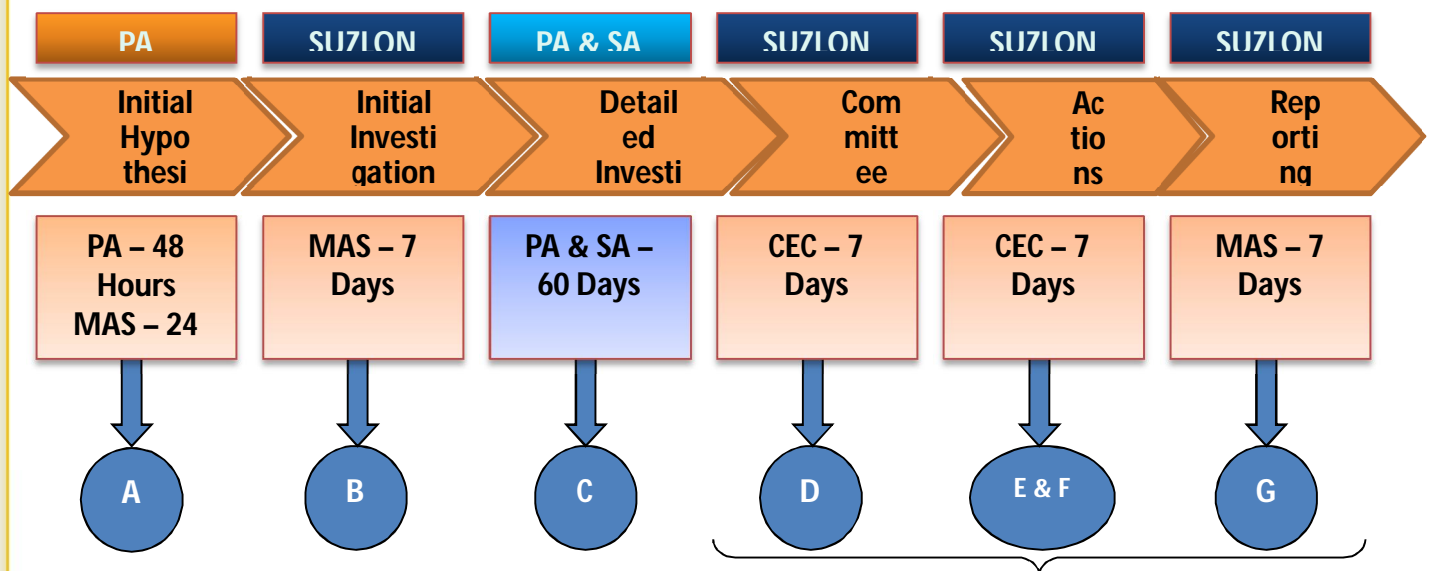 PA
SUZLON
PA & SA
SUZLON
SUZLON
SUZLON
Initial
Hypo
thesi
Initial
Investi
gation
Detail
ed
Investi
Com
mitt
ee
Ac
tio
ns
Rep
orti
ng
PA – 48
Hours
MAS – 24
MAS – 7
Days
PA & SA –
60 Days
CEC – 7
Days
CEC – 7
Days
MAS – 7
Days
A
B
C
D
E & F
G